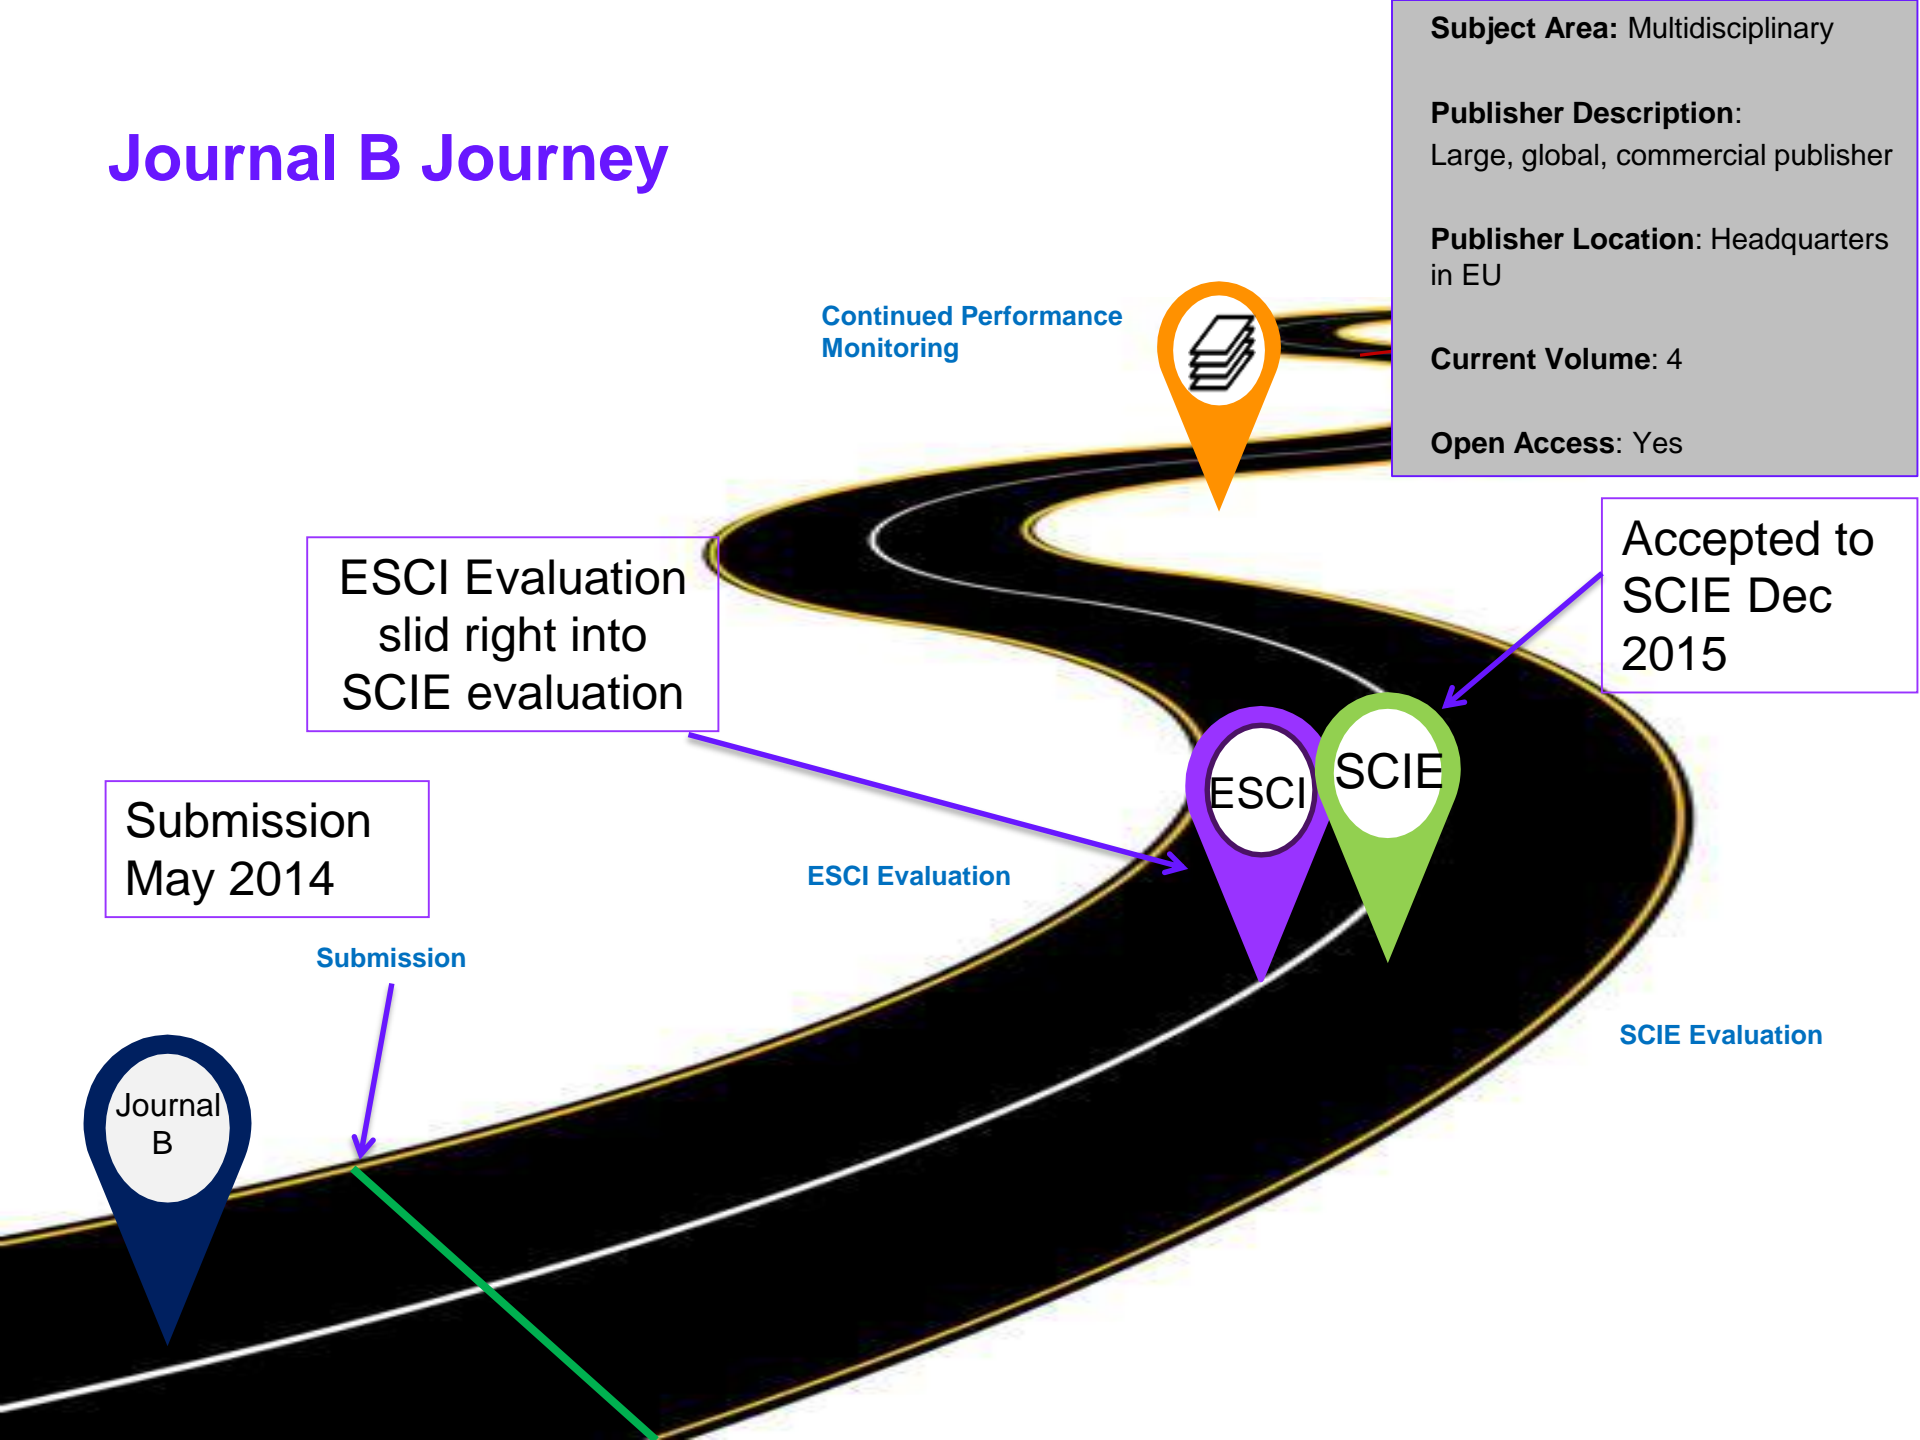 Subject Area: Multidisciplinary
Publisher Description:
Large, global, commercial publisher
Publisher Location: Headquarters
in EU
Current Volume: 4
Open Access: Yes
Journal B Journey
Continued Performance
Monitoring
ESCI Evaluation
slid right into
SCIE evaluation
Accepted to
SCIE Dec
2015
ESCI
SCIE
Submission
May 2014
ESCI Evaluation
Submission
SCIE Evaluation
Journal
B